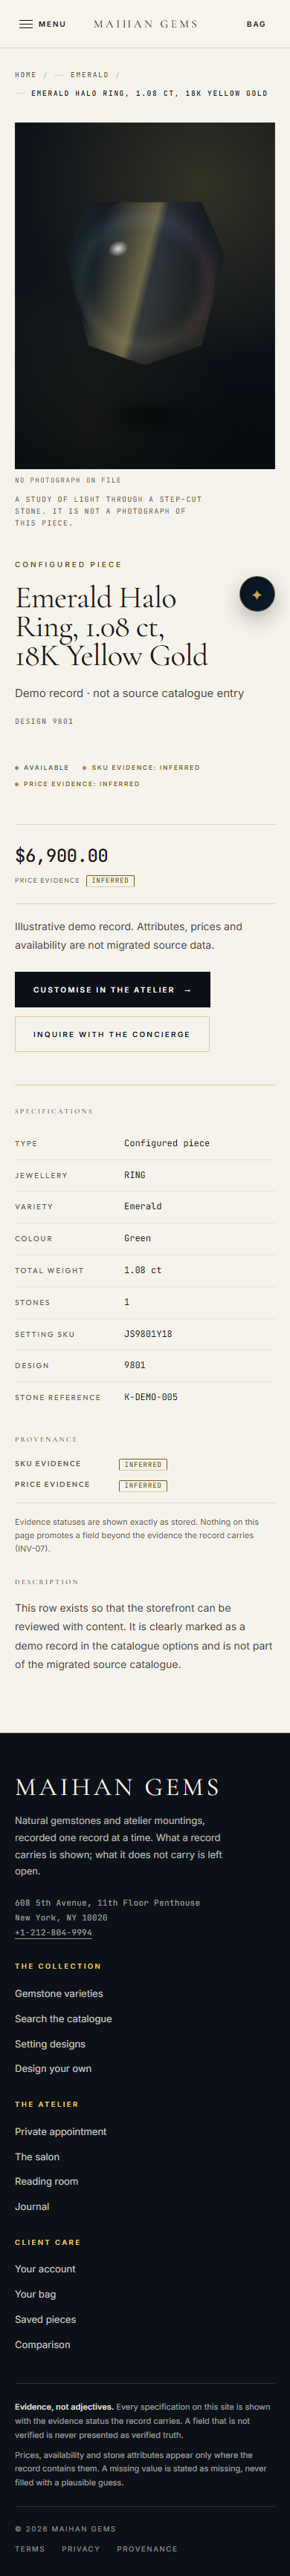 MENU
MAIHAN GEMS
BAG
HOME / — EMERALD /
— EMERALD HALO RING, 1.08 CT, 18K YELLOW GOLD
NO PHOTOGRAPH ON FILE
A STUDY OF LIGHT THROUGH A STEP-CUT
STONE. IT IS NOT A PHOTOGRAPH OF
THIS PIECE.
CONFIGURED PIECE
Emerald Halo
Ring, 1.08 ct,
18K Yellow Gold
Demo record · not a source catalogue entry
DESIGN 9801
AVAILABLE
SKU EVIDENCE: INFERRED
PRICE EVIDENCE: INFERRED
$6,900.00
PRICE EVIDENCE INFERRED
Illustrative demo record. Attributes, prices and
availability are not migrated source data.
CUSTOMISE IN THE ATELIER →
INQUIRE WITH THE CONCIERGE
SPECIFICATIONS
TYPE Configured piece
JEWELLERY RING
VARIETY Emerald
COLOUR Green
TOTAL WEIGHT 1.08 ct
STONES 1
SETTING SKU JS9801Y18
DESIGN 9801
STONE REFERENCE K-DEMO-005
PROVENANCE
SKU EVIDENCE INFERRED
PRICE EVIDENCE INFERRED
Evidence statuses are shown exactly as stored. Nothing on this
page promotes a field beyond the evidence the record carries
(INV-07).
DESCRIPTION
This row exists so that the storefront can be
reviewed with content. It is clearly marked as a
demo record in the catalogue options and is not part
of the migrated source catalogue.
MAIHAN GEMS
Natural gemstones and atelier mountings,
recorded one record at a time. What a record
carries is shown; what it does not carry is left
open.
608 5th Avenue, 11th Floor Penthouse
New York, NY 10020
+1-212-804-9994
THE COLLECTION
Gemstone varieties
Search the catalogue
Setting designs
Design your own
THE ATELIER
Private appointment
The salon
Reading room
Journal
CLIENT CARE
Your account
Your bag
Saved pieces
Comparison
Evidence, not adjectives. Every specification on this site is shown
with the evidence status the record carries. A field that is not
verified is never presented as verified truth.
Prices, availability and stone attributes appear only where the
record contains them. A missing value is stated as missing, never
filled with a plausible guess.
© 2026 MAIHAN GEMS
TERMS PRIVACY PROVENANCE